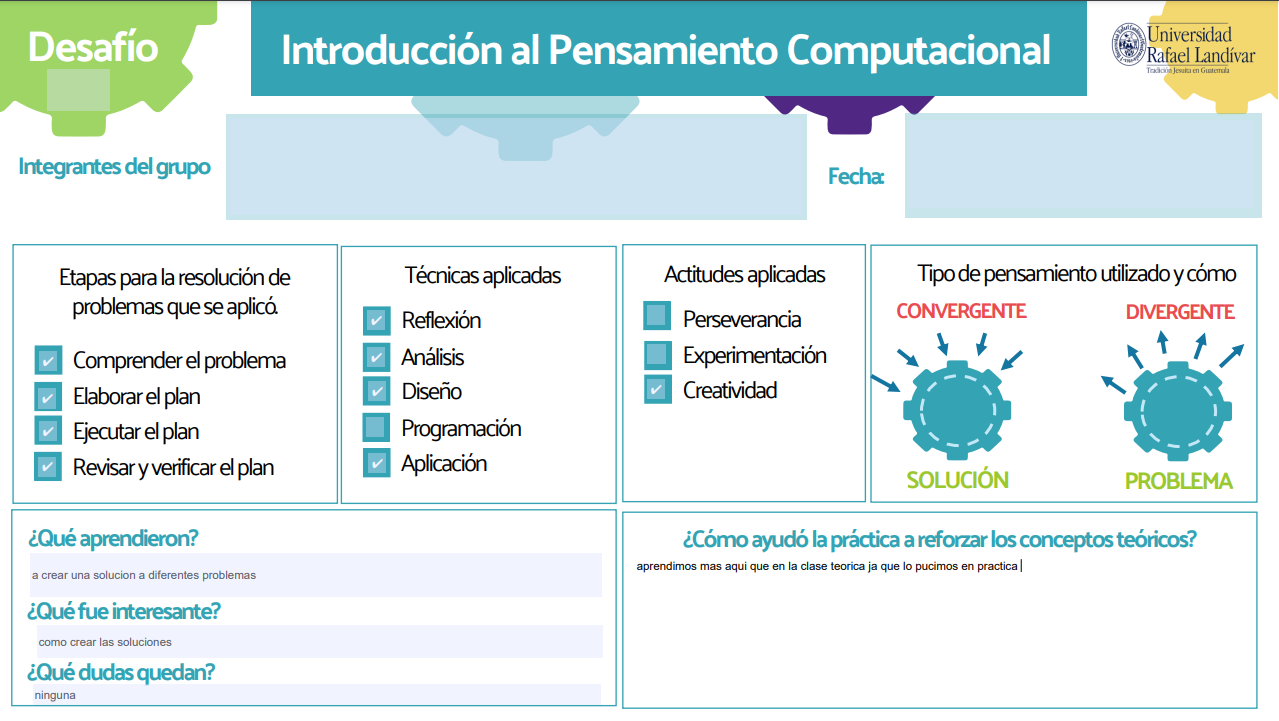 Desafío
Introducción al Pensamiento Computacional
Universidad
Rafael Landívar
Tradición Jesuita en Guatemala
Integrantes del grupo
Fecha:
Etapas para la resolución de
problemas que se aplicó.
Comprender el problema
Elaborar el plan
Ejecutar el plan
Revisar y verificar el plan
Técnicas aplicadas
Reflexión
Análisis
Diseño
Programación
Aplicación
Actitudes aplicadas
Perseverancia
Experimentación
Creatividad
Tipo de pensamiento utilizado y cómo
CONVERGENTE
DIVERGENTE
SOLUCIÓN
PROBLEMA
¿Qué aprendieron?
a crear una solucion a diferentes problemas
¿Qué fue interesante?
como crear las soluciones
¿Qué dudas quedan?
ninguna
¿Cómo ayudó la práctica a reforzar los conceptos teóricos?
aprendimos mas aqui que en la clase teorica ja que lo pucimos en practica